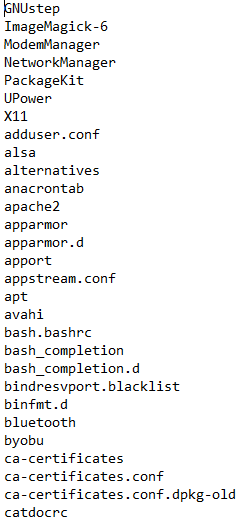 GNUstep
ImageMagick-6
ModemManager
NetworkManager
PackageKit
UPower
X11
adduser.conf
alsa
alternatives
anacrontab
apache2
apparmor
apparmor.d
apport
appstream.conf
apt
avahi
bash.bashrc
bash_completion
bash_completion.d
bindresvport.blacklist
binfmt.d
bluetooth
byobu
ca-certificates
ca-certificates.conf
ca-certificates.conf.dpkg-old
catdocrc